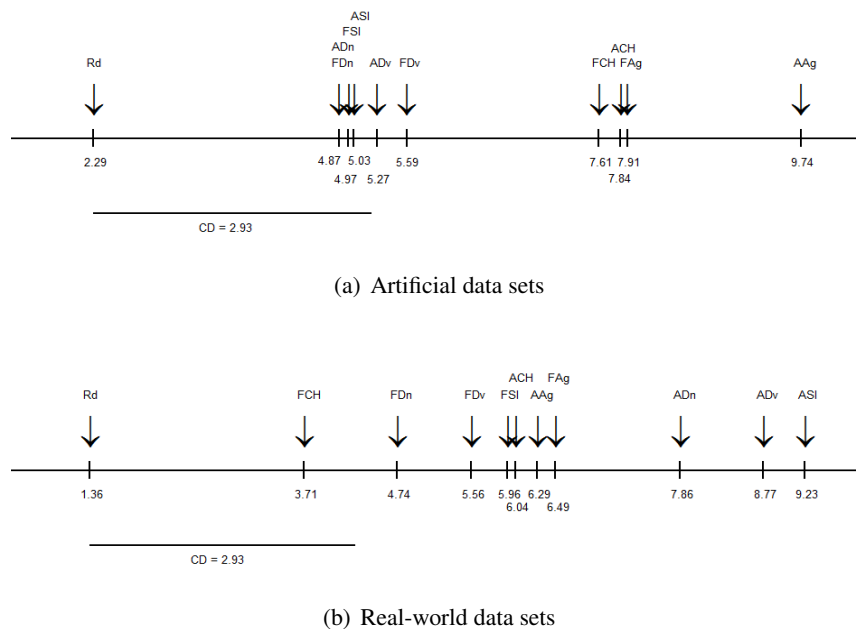 ASI
FSI ACH
ADn
Rd FDn ADv FDv FCH FAg AAg
2.29 4.87 5.03 5.59 7.61 7.91 9.74
4.97 5.27 7.84
CD = 2.93
(a) Artificial data sets
ACH FAg
Rd FCH FDn FDv FSI AAg ADn ADv ASI
1.36 3.71 4.74 5.56 5.96 6.29 7.86 8.77 9.23
6.04 6.49
CD = 2.93
(b) Real-world data sets